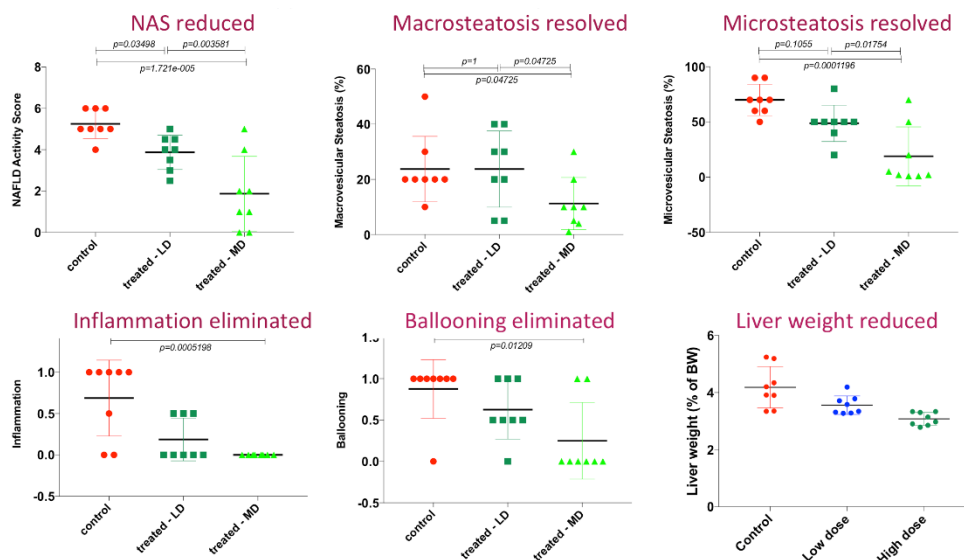 NAS reduced
p=0.03498 p=0.003581
p=1.721e-005
NAFLD Activity Score
8
6
4
2
0
control
treated - LD
treated - MD
Macrosteatosis resolved
p=1 p=0.04725
p=0.04725
Macrovesicular Steatosis (%)
60
40
20
0
control
treated - LD
treated - MD
Microsteatosis resolved
p=0.1055 p=0.01754
p=0.0001196
Microvesicular Steatosis (%)
100
50
0
-50
control
treated - LD
treated - MD
Inflammation eliminated
p=0.0005198
Inflammation
1.0
0.5
0.0
-0.5
control
treated - LD
treated - MD
Ballooning eliminated
p=0.01209
Ballooning
1.0
0.5
0.0
-0.5
control
treated - LD
treated - MD
Liver weight reduced
Liver weight (% of BW)
6
4
2
0
Control
Low dose
High dose